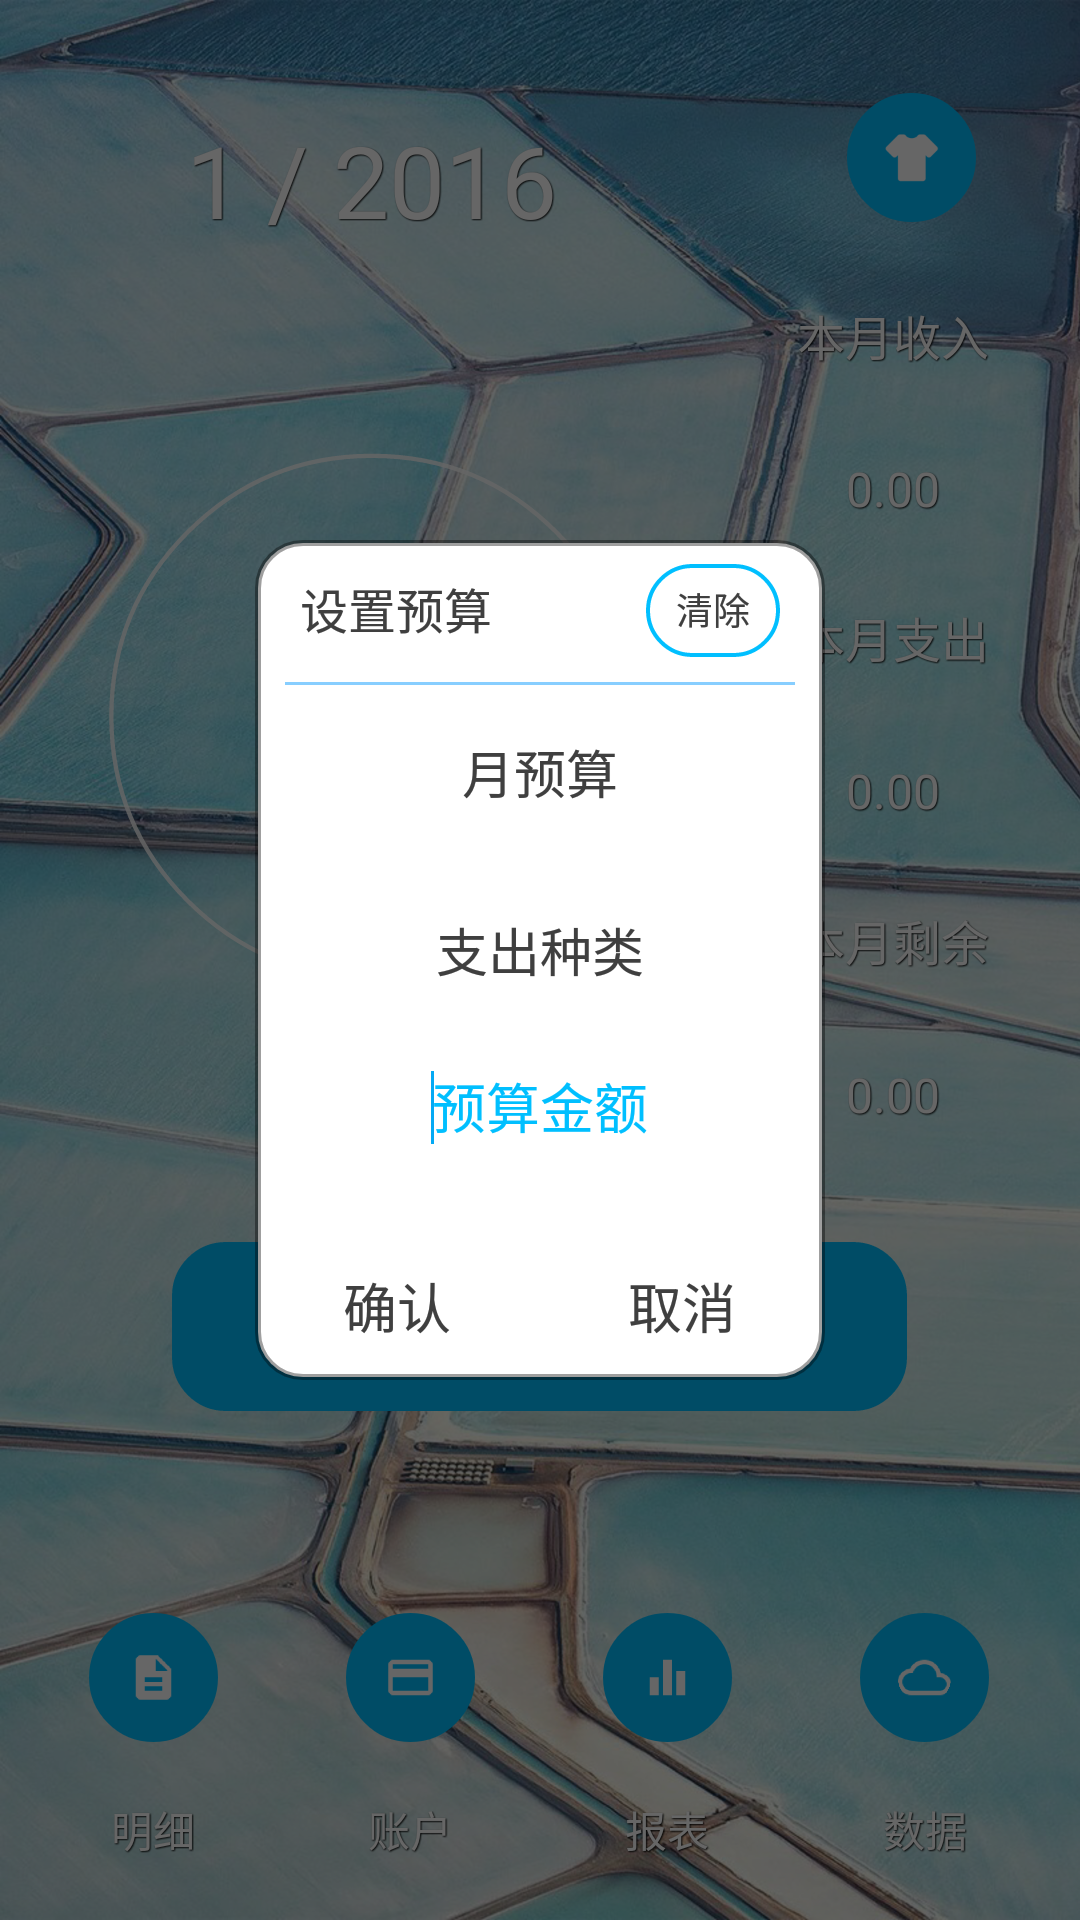 1 / 2016
本月收入
0.00
设置预算
清除
本月支出
月预算
0.00
支出种类
本月剩余
预算金额
0.00
确认
取消
明细
账户
报表
数据